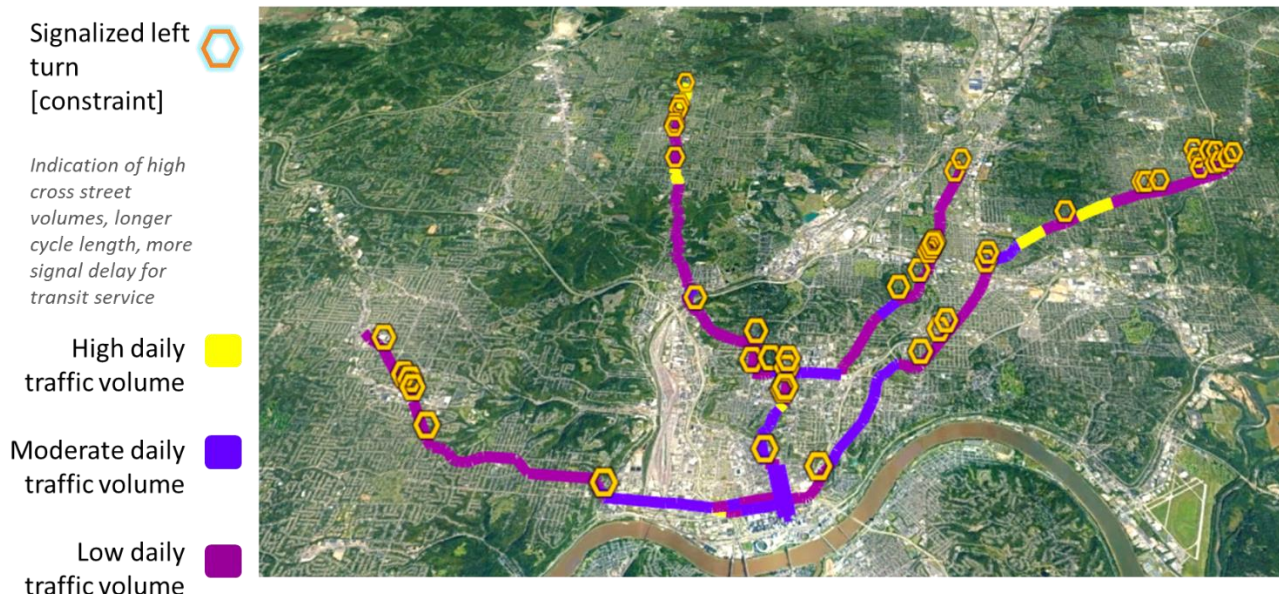 Signalized left
turn
[constraint]
Indication of high
cross street
volumes, longer
cycle length, more
signal delay for
transit service
High daily
traffic volume
Moderate daily
traffic volume
Low daily
traffic volume